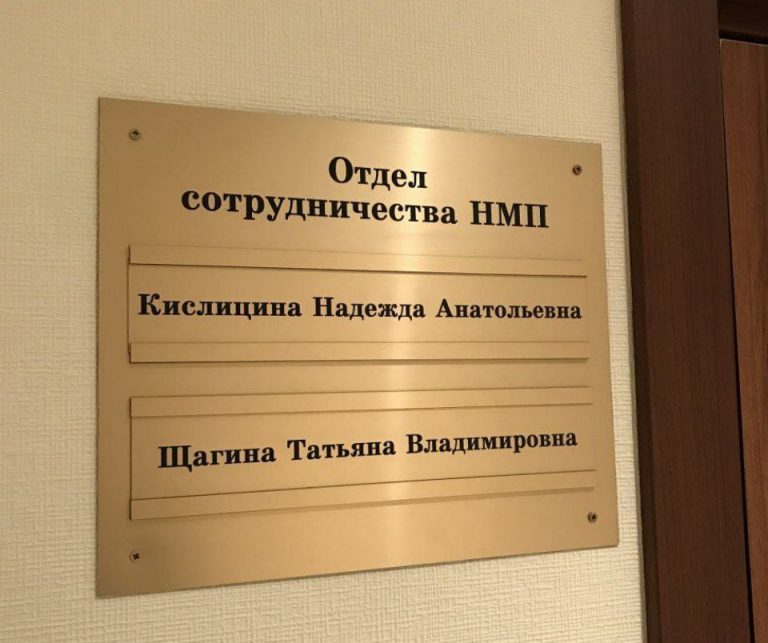 Отдел
сотрудничества НМП
Кислицина Надежда Анатольевна
Щагина Татьяна Владимировна